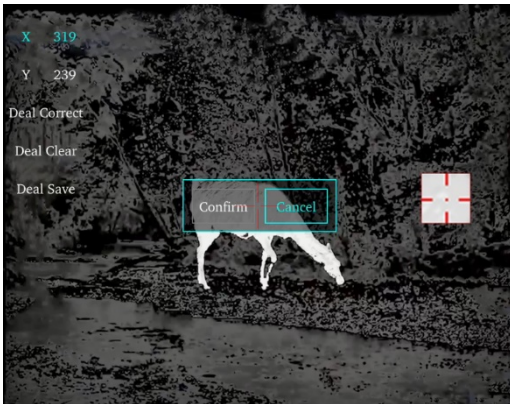 X 319
Y 239
Deal Correct
Deal Clear
Deal Save
Confirm Cancel